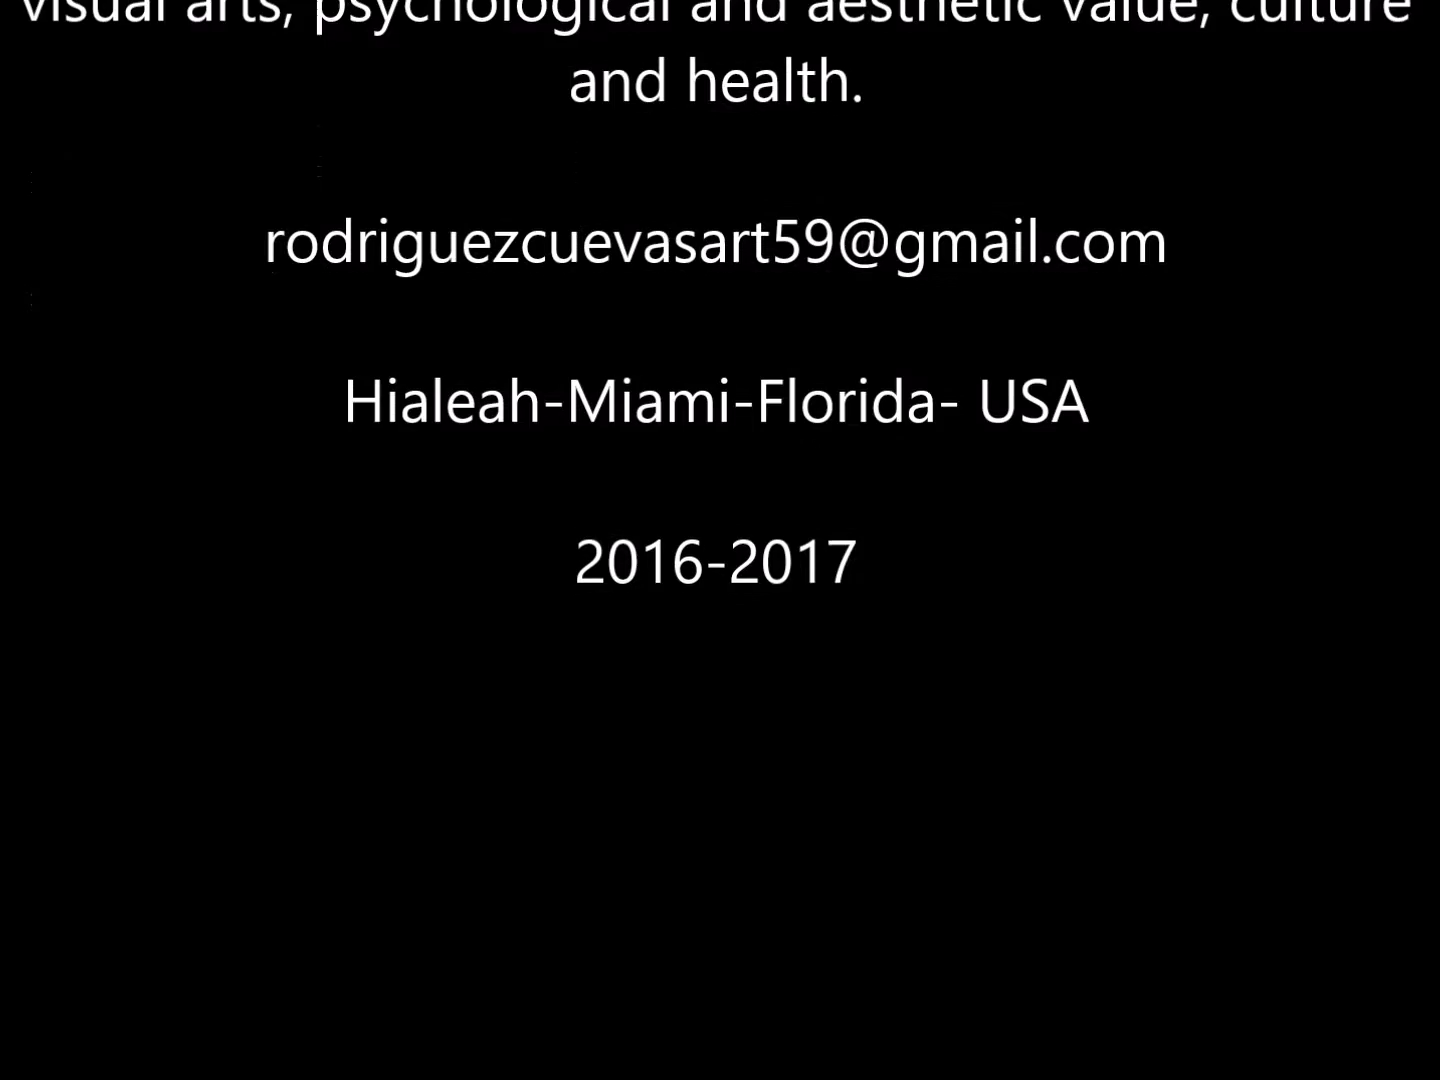 visual arts, psychological and aesthetic value, culture
and health.
rodriguezcuevasart59@gmail.com
Hialeah-Miami-Florida- USA
2016-2017